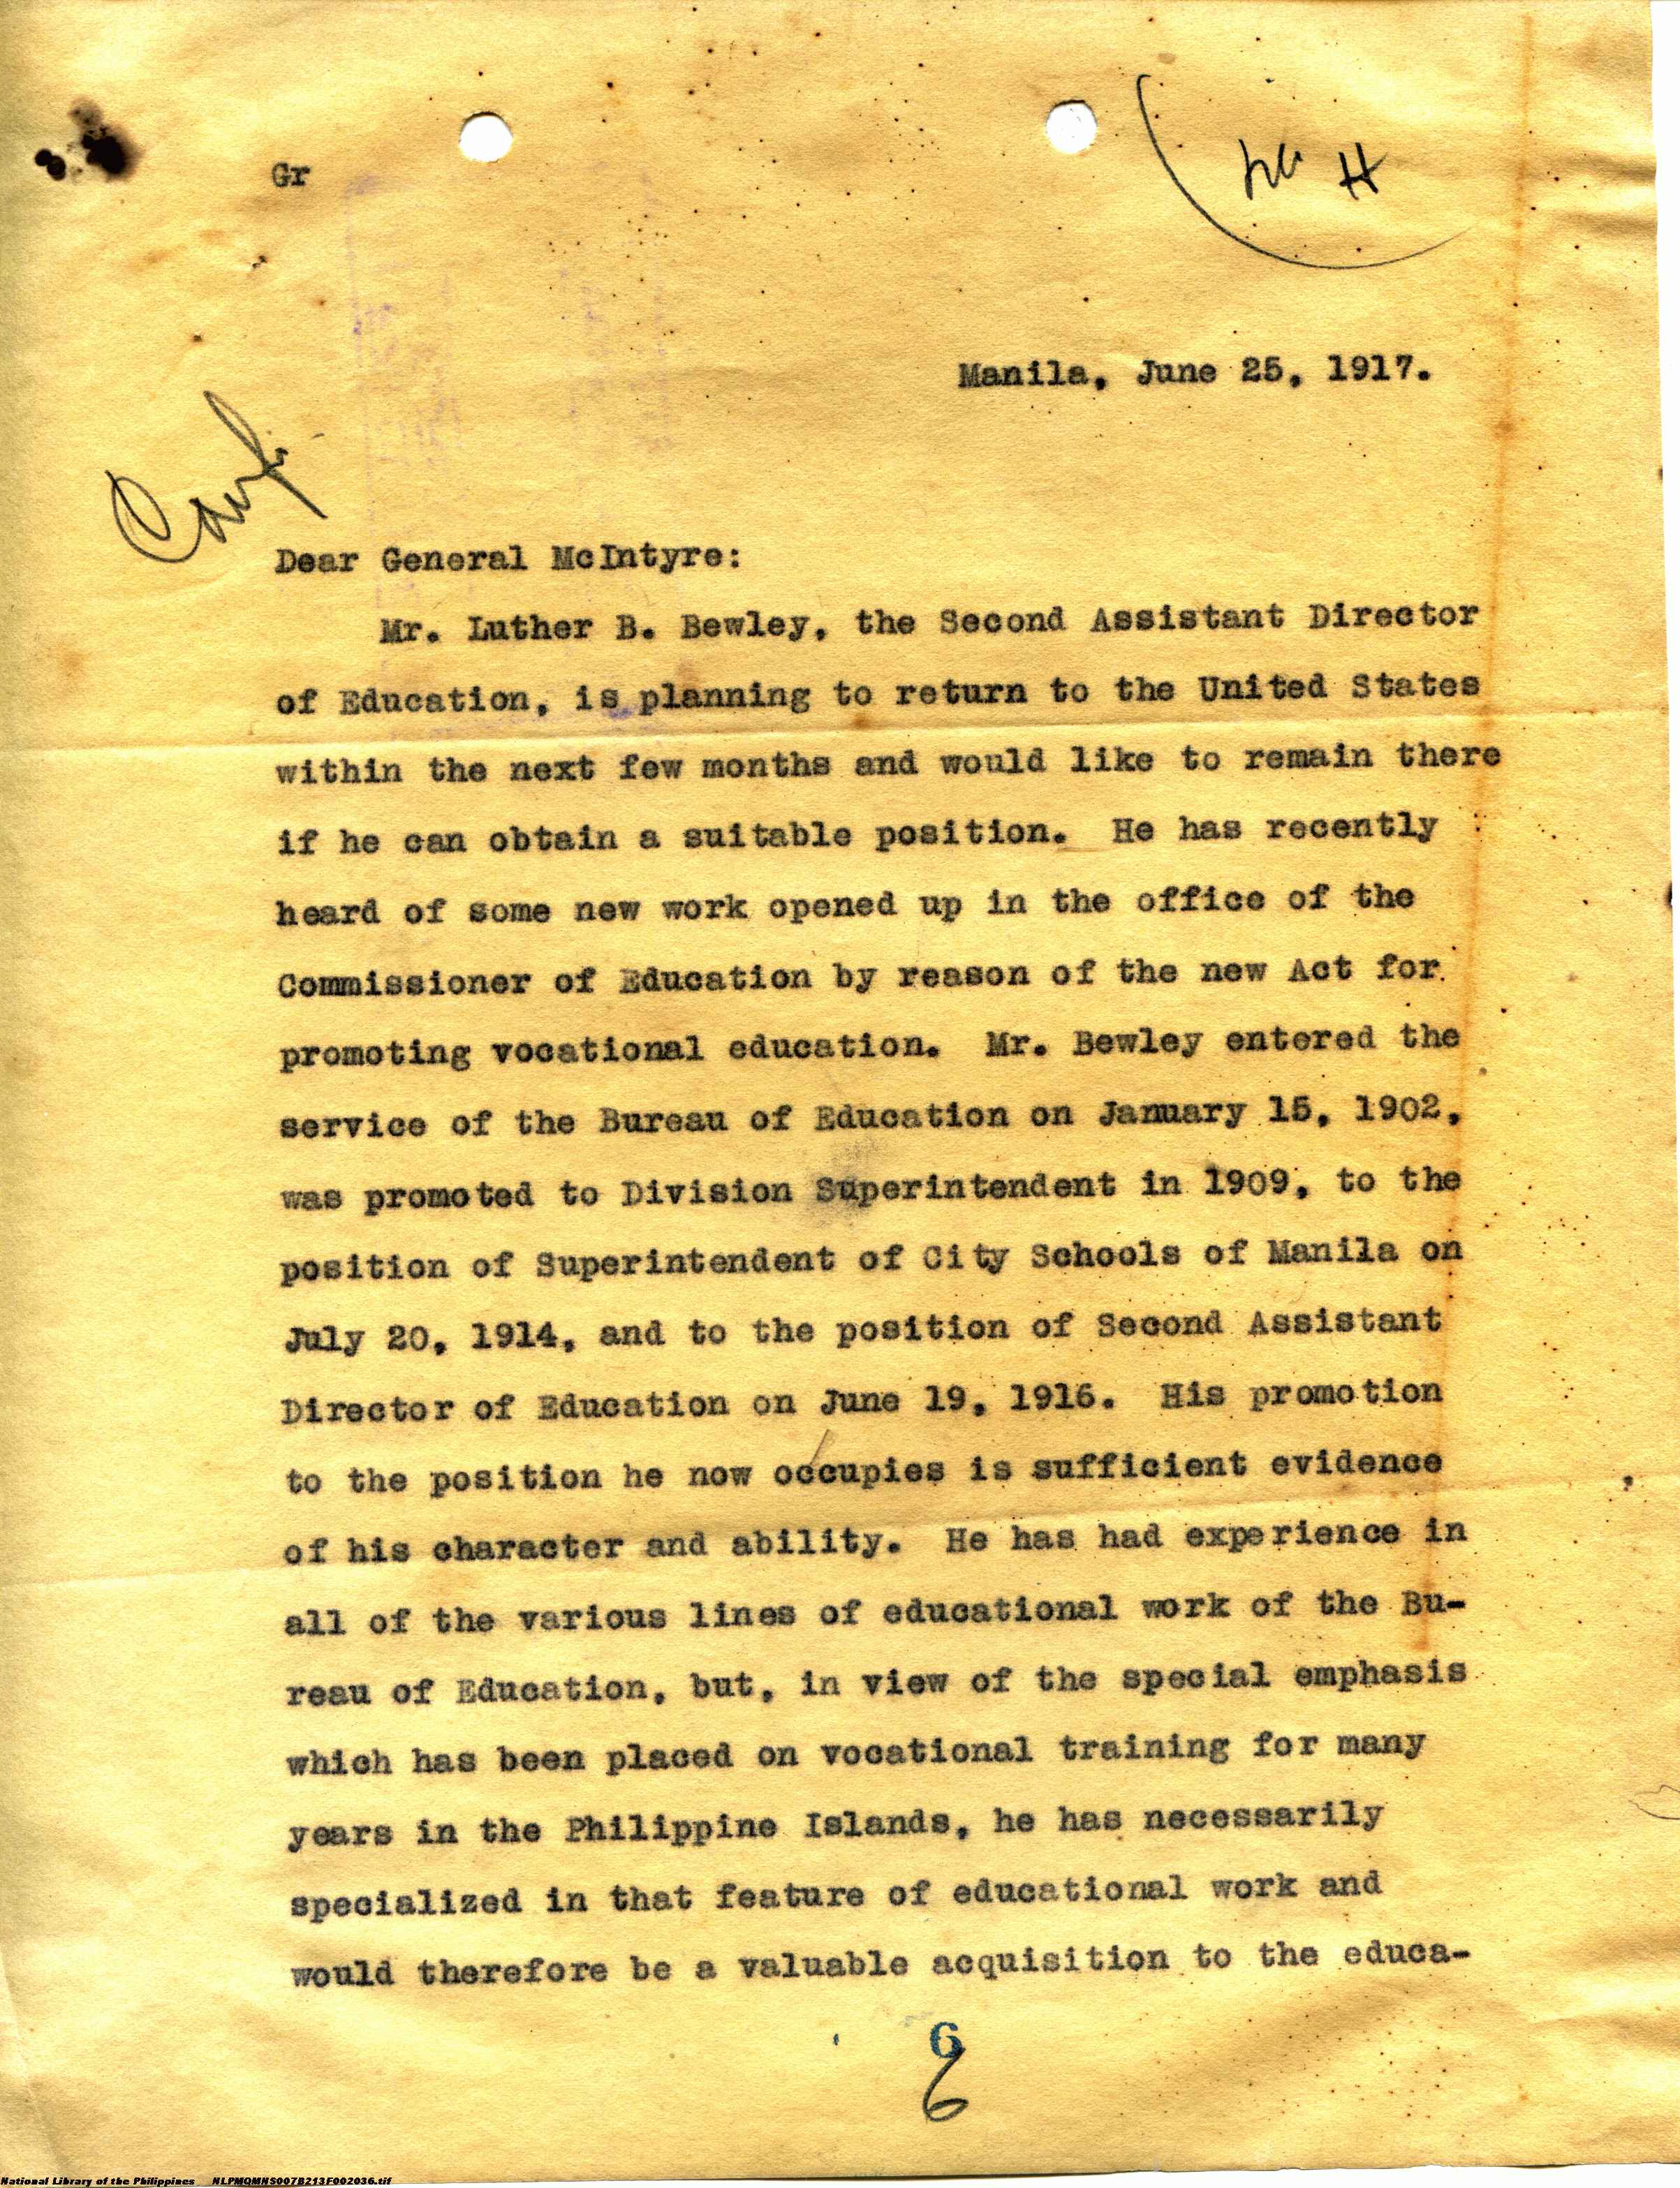 Gr
H
Manila, June 25, 1917.
Conf.
Dear General McIntyre:
Mr. Luther B. Bewley, the Second Assistant Director
of Education, is planning to return to the United States
within the next few months and would like to remain there
if he can obtain a suitable position. He has recently
heard of some new work opened up in the office of the
Commissioner of Education by reason of the new Act for
promoting vocational education. Mr. Bewley entered the
service of the Bureau of Education on January 15, 1902,
was promoted to Division Superintendent in 1909, to the
position of Superintendent of City Schools of Manila on
July 20, 1914, and to the position of Second Assistant
Director of Education on June 19, 1916. His promotion
to the position he now occupies is sufficient evidence
of his character and ability. He has had experience in
all of the various lines of educational work of the Bu-
reau of Education, but, in view of the special emphasis
which has been placed on vocational training for many
years in the Philippine Islands, he has necessarily
specialized in that feature of educational work and
would therefore be a valuable acquisition to the educa-
6
6
National Library of the Philippines NLPMQMNS007B213F002036.tif